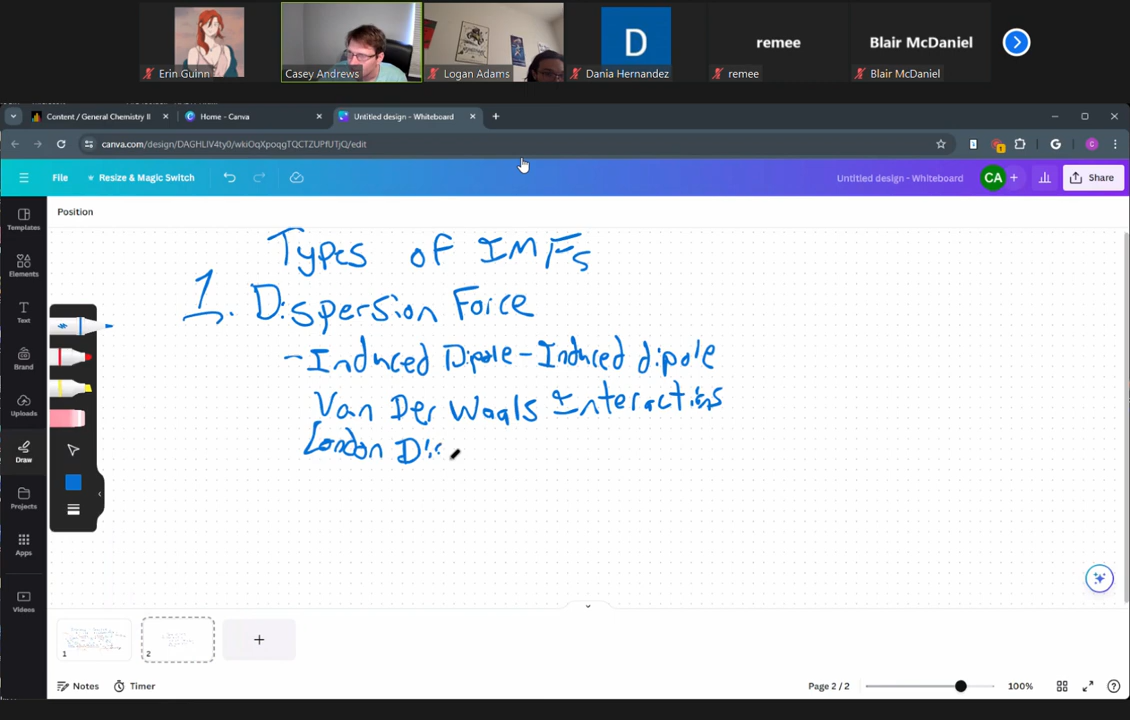 Erin Guinn
Casey Andrews
Logan Adams
D
Dania Hernandez
remee
remee
Blair McDaniel
Blair McDaniel
Content / General Chemistry II
Home - Canva
Untitled design - Whiteboard
canva.com/design/DAGHLIV4ty0/wkiOqXpoqgTQCTZUPfUTjQ/edit
G
C
File
Resize & Magic Switch
Untitled design - Whiteboard
CA
Share
Position
Templates
Elements
Text
Brand
Uploads
Draw
Projects
Apps
Videos
Types of IMFs
1. Dispersion Force
- Induced Dipole - Induced dipole
Van Der Waals Interactions
London Dis
1
2
Notes
Timer
Page 2 / 2
100%